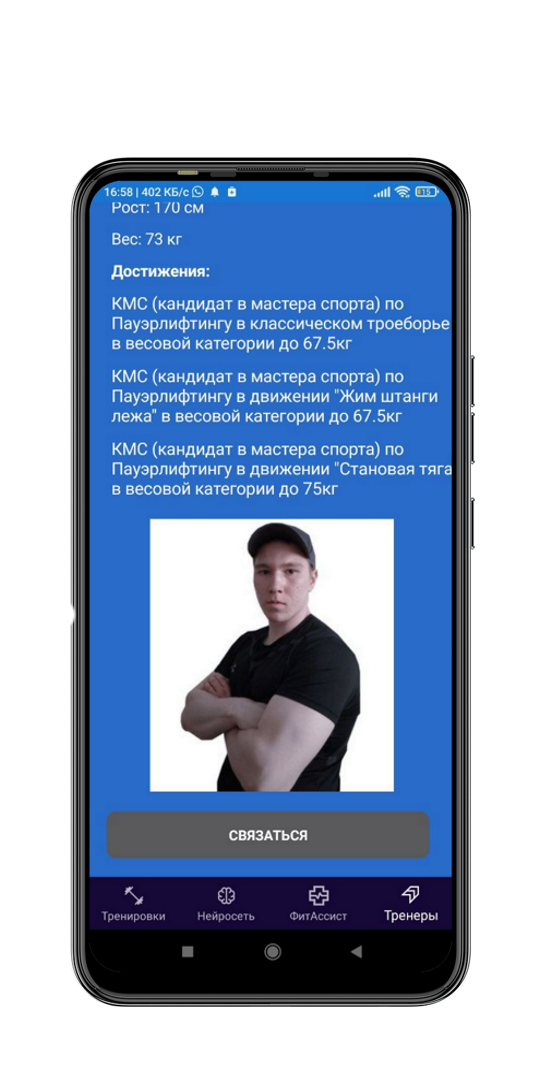 16:58 | 402 КБ/с
815
Рост: 170 см
Вес: 73 кг
Достижения:
КМС (кандидат в мастера спорта) по
Пауэрлифтингу в классическом троеборье
в весовой категории до 67.5кг
КМС (кандидат в мастера спорта) по
Пауэрлифтингу в движении "Жим штанги
лежа" в весовой категории до 67.5кг
КМС (кандидат в мастера спорта) по
Пауэрлифтингу в движении "Становая тяга
в весовой категории до 75кг
СВЯЗАТЬСЯ
Тренировки Нейросеть ФитАссист Тренеры